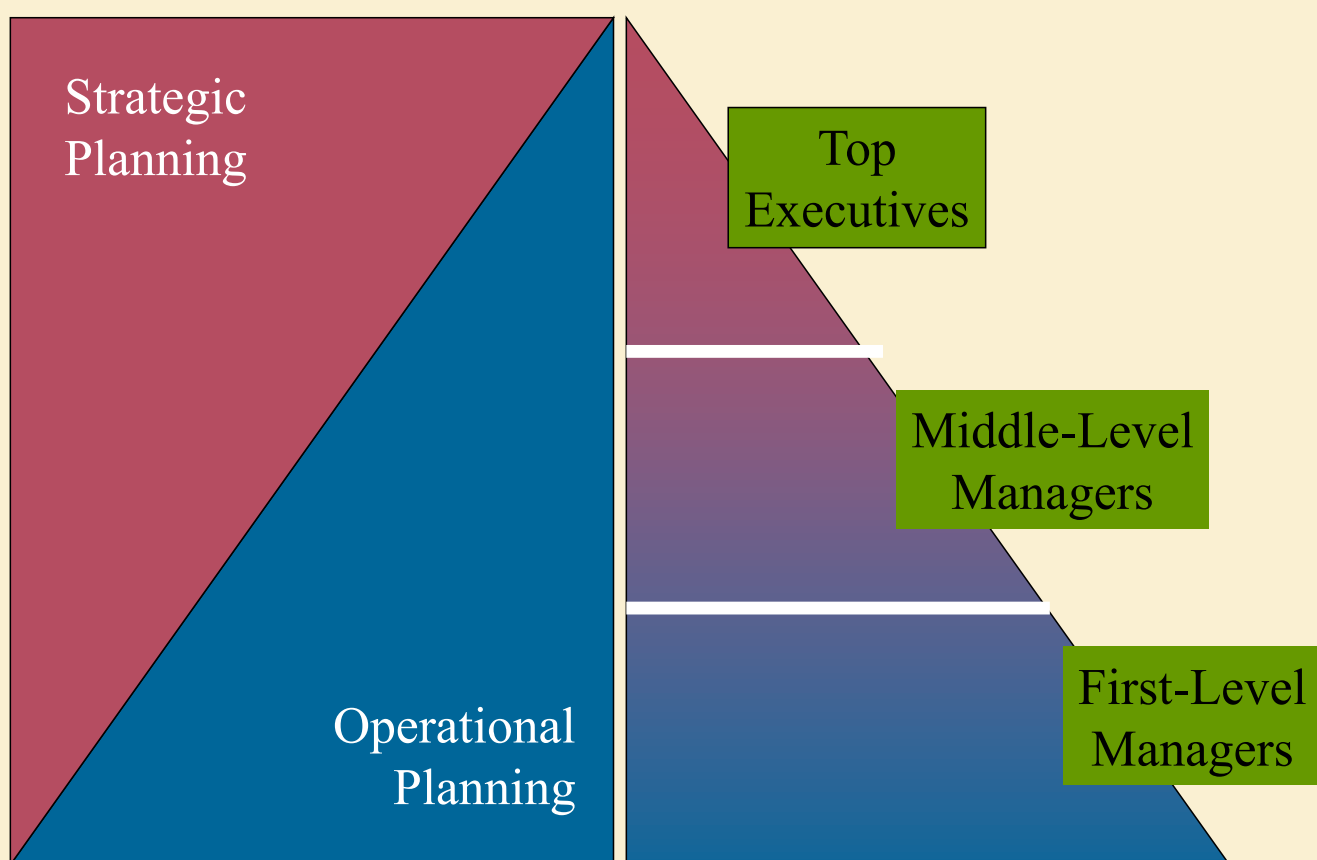 Strategic
Planning
Top
Executives
Middle-Level
Managers
First-Level
Managers
Operational
Planning